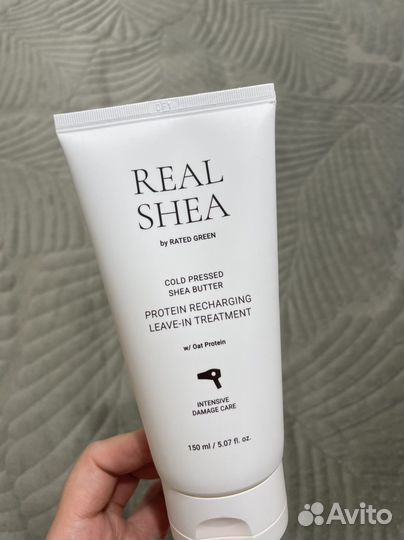 REAL
SHEA
by RATED GREEN
COLD PRESSED
SHEA BUTTER
PROTEIN RECHARGING
LEAVE-IN TREATMENT
w/ Oat Protein
INTENSIVE
DAMAGE CARE
150 ml / 5.07 fl. oz.
Avito